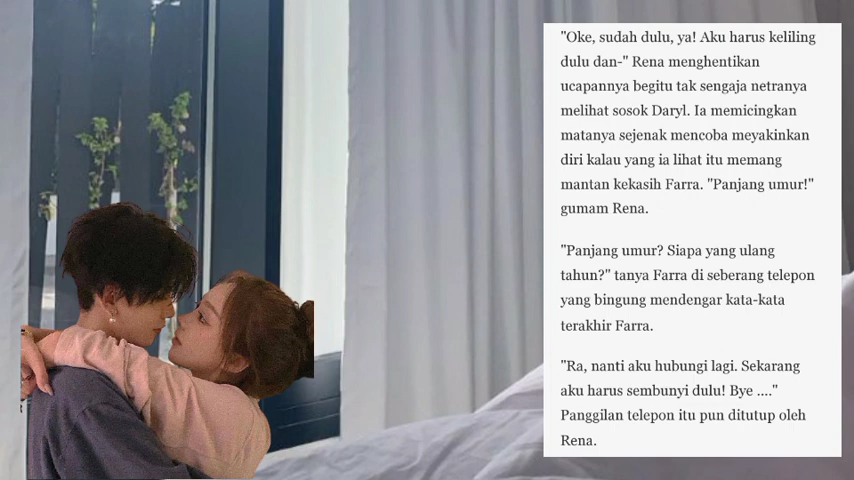 "Oke, sudah dulu, ya! Aku harus keliling
dulu dan-" Rena menghentikan
ucapannya begitu tak sengaja netranya
melihat sosok Daryl. Ia memicingkan
matanya sejenak mencoba meyakinkan
diri kalau yang ia lihat itu memang
mantan kekasih Farra. "Panjang umur!"
gumam Rena.
"Panjang umur? Siapa yang ulang
tahun?" tanya Farra di seberang telepon
yang bingung mendengar kata-kata
terakhir Farra.
"Ra, nanti aku hubungi lagi. Sekarang
aku harus sembunyi dulu! Bye ...."
Panggilan telepon itu pun ditutup oleh
Rena.